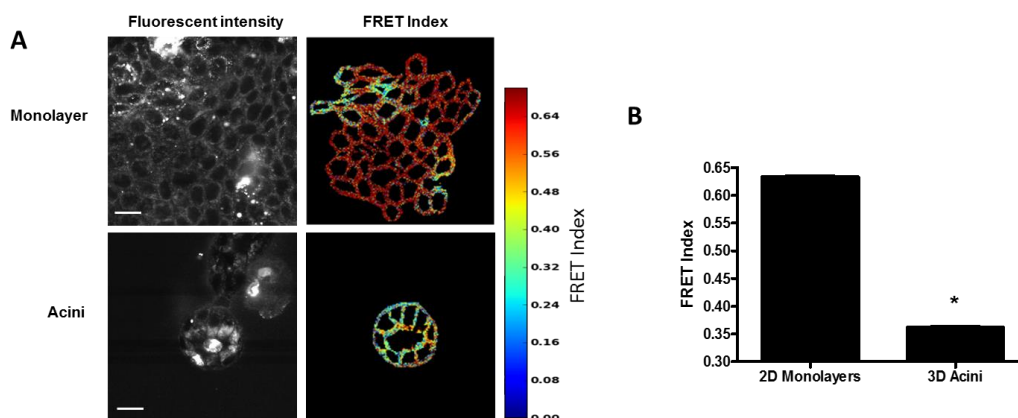 Fluorescent intensity
FRET Index
A
Monolayer
Acini
0.64
0.56
0.48
0.40
0.32
0.24
0.16
0.08
0.00
FRET Index
B
0.65
0.60
0.55
0.50
0.45
0.40
0.35
0.30
FRET Index
*
2D Monolayers
3D Acini